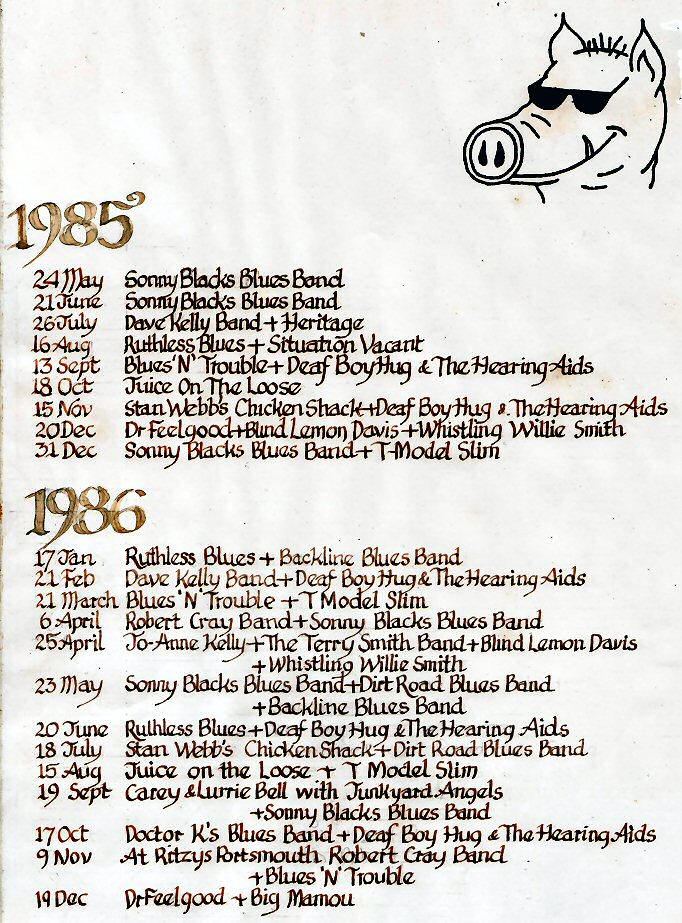 1985
24 May Sonny Blacks Blues Band
21 June Sonny Blacks Blues Band
26 July Dave Kelly Band + Heritage
16 Aug Ruthless Blues + Situation Vacant
13 Sept Blues 'N' Trouble + Deaf Boy Hug & The Hearing Aids
18 Oct Juice On The Loose
15 Nov Stan Webb's Chicken Shack + Deaf Boy Hug & The Hearing Aids
20 Dec Dr Feelgood + Blind Lemon Davis + Whistling Willie Smith
31 Dec Sonny Blacks Blues Band + T-Model Slim
1986
17 Jan Ruthless Blues + Backline Blues Band
21 Feb Dave Kelly Band + Deaf Boy Hug & The Hearing Aids
21 March Blues 'N' Trouble + T Model Slim
6 April Robert Cray Band + Sonny Blacks Blues Band
25 April Jo-Anne Kelly + The Terry Smith Band + Blind Lemon Davis
+ Whistling Willie Smith
23 May Sonny Blacks Blues Band + Dirt Road Blues Band
+ Backline Blues Band
20 June Ruthless Blues + Deaf Boy Hug & The Hearing Aids
18 July Stan Webb's Chicken Shack + Dirt Road Blues Band
15 Aug Juice on the Loose + T Model Slim
19 Sept Carey & Lurrie Bell with Junkyard Angels
+ Sonny Blacks Blues Band
17 Oct Doctor K's Blues Band + Deaf Boy Hug & The Hearing Aids
9 Nov At Ritzys Portsmouth Robert Cray Band
+ Blues 'N' Trouble
19 Dec Dr Feelgood + Big Mamou